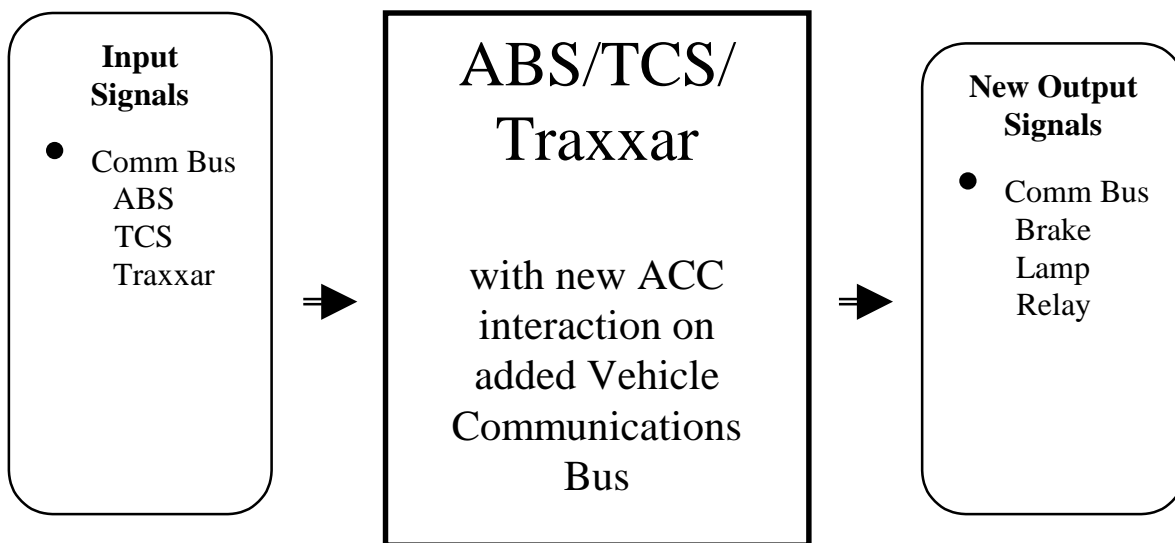 Input
Signals
● Comm Bus
ABS
TCS
Traxxar
ABS/TCS/
Traxxar
with new ACC
interaction on
added Vehicle
Communications
Bus
New Output
Signals
● Comm Bus
Brake
Lamp
Relay